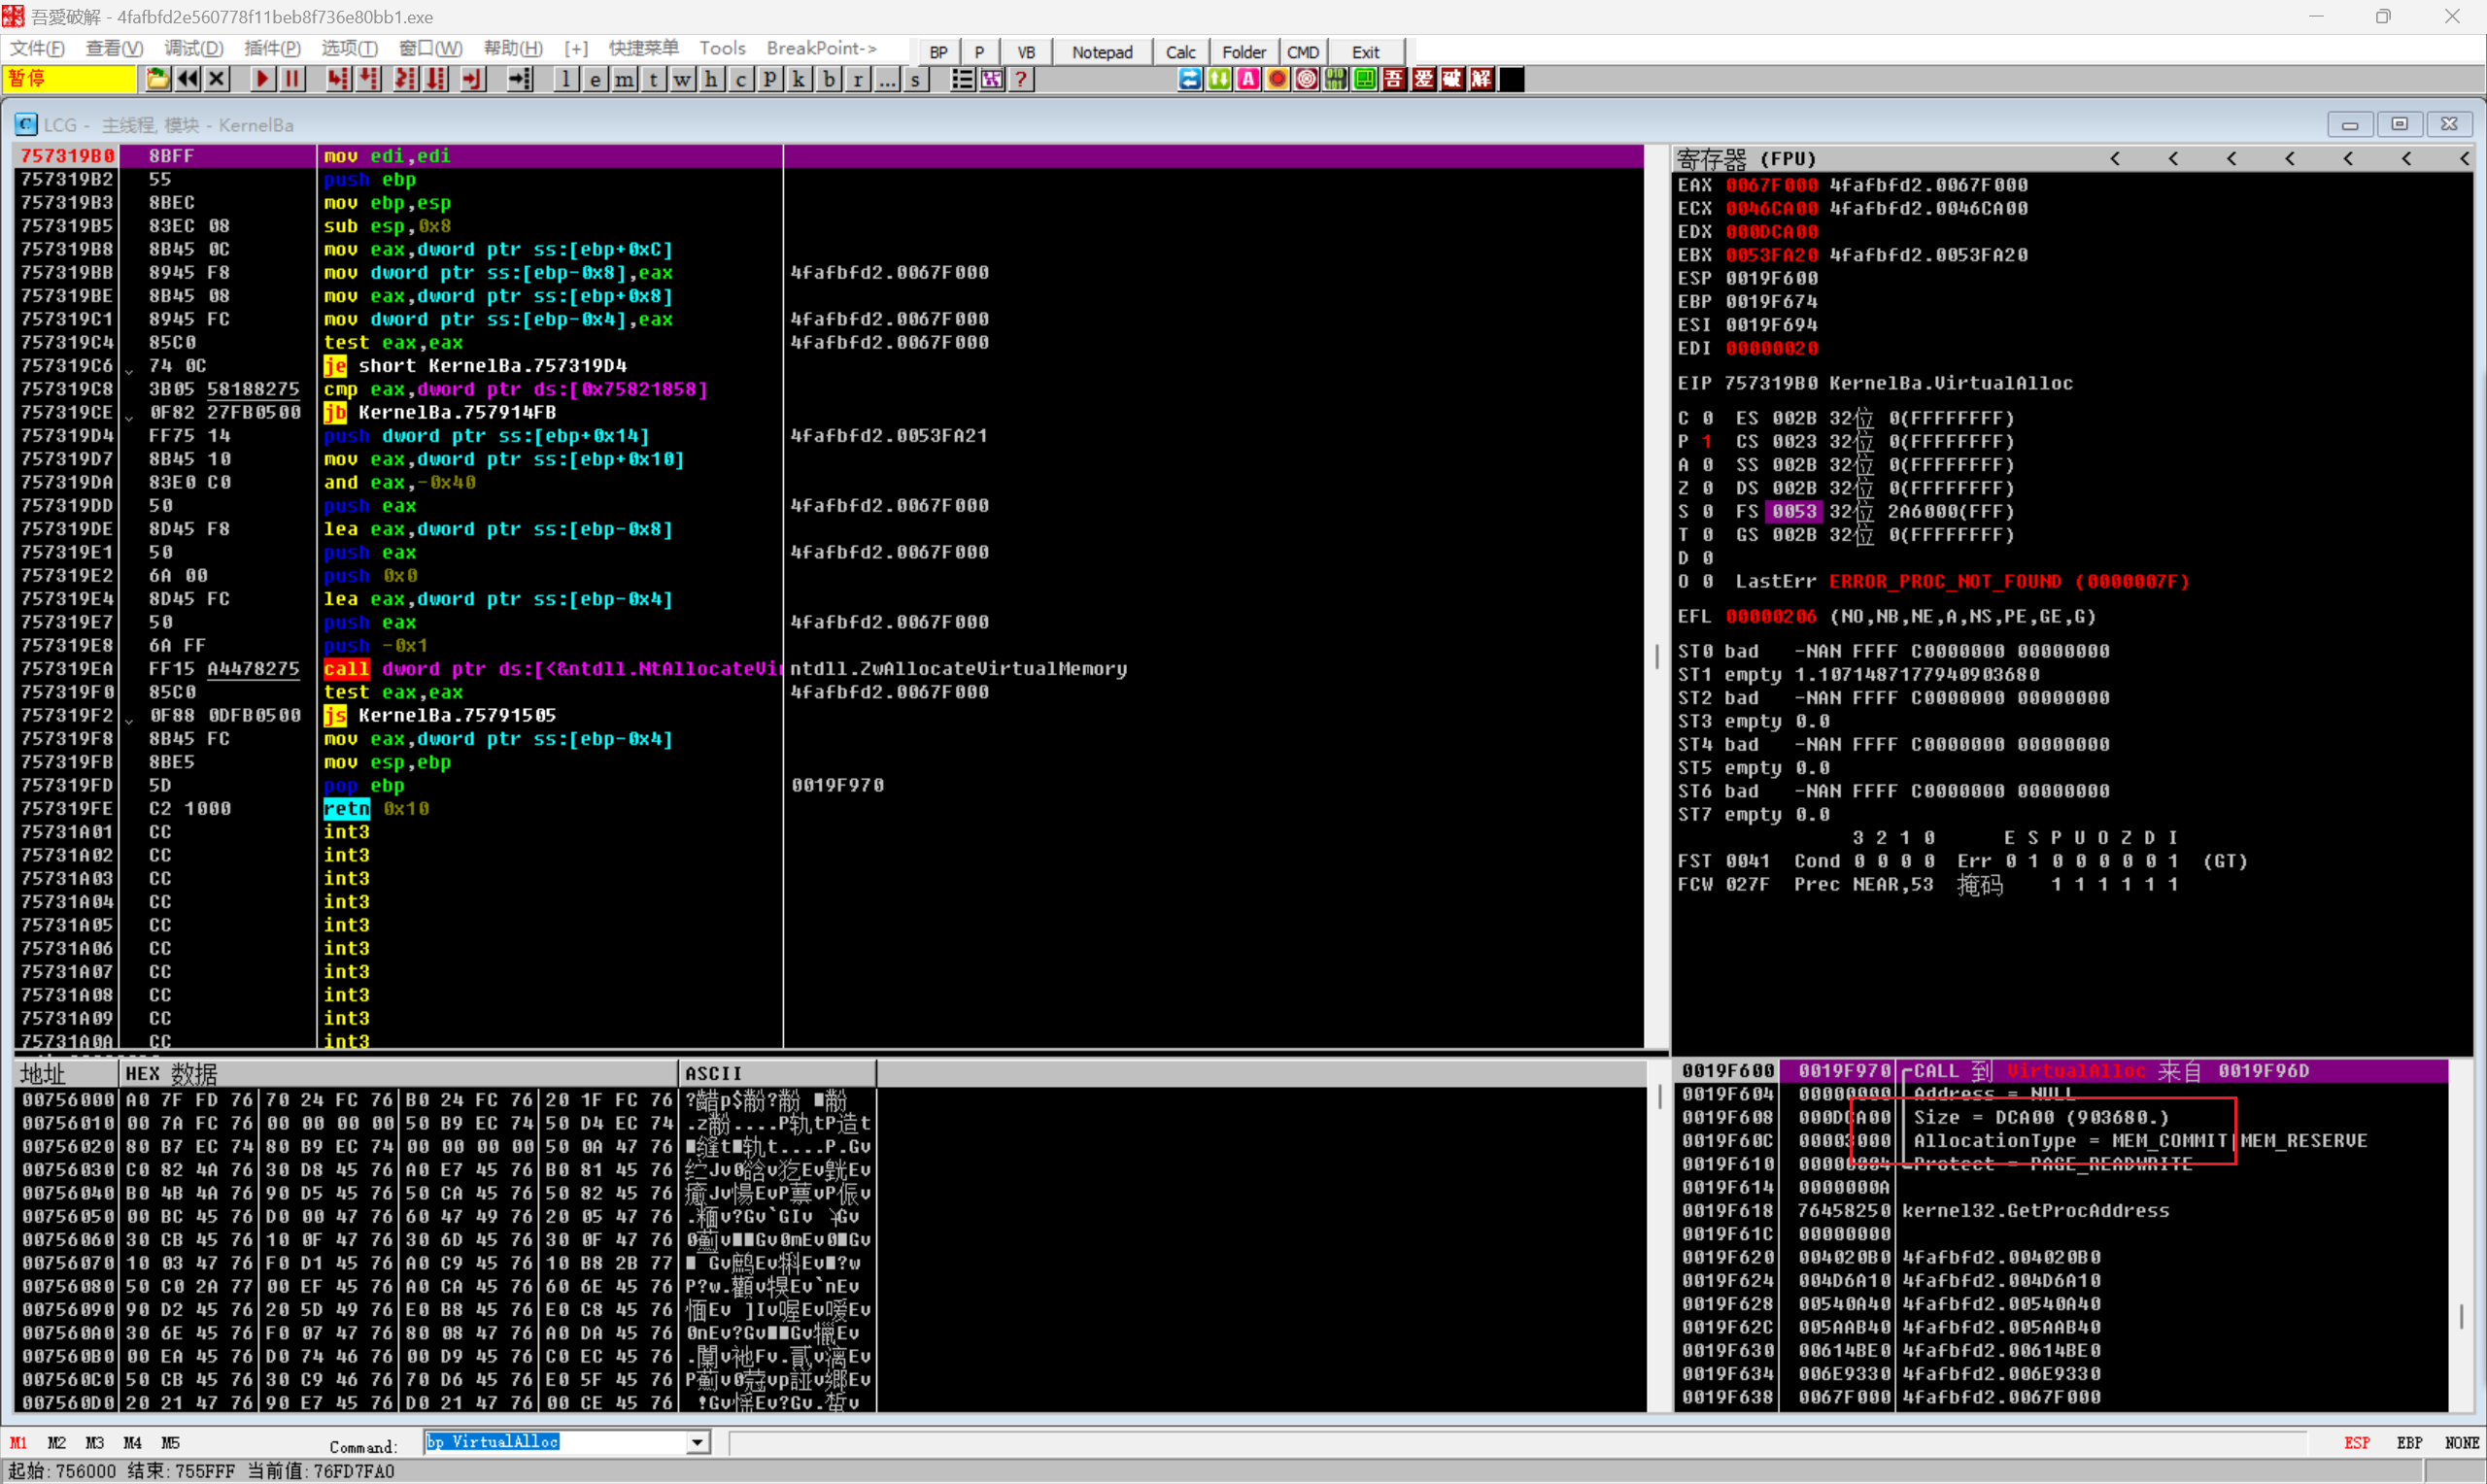 吾愛破解 - 4fafbfd2e560778f11beb8f736e80bb1.exe
文件(F) 查看(V) 调试(D) 插件(P) 选项(T) 窗口(W) 帮助(H) [+] 快捷菜单 Tools BreakPoint-> BP P VB Notepad Calc Folder CMD Exit
暂停 l e m t w h c p k b r ... s ? 吾 爱 破 解
LCG - 主线程, 模块 - KernelBa
757319B0 8BFF mov edi,edi
757319B2 55 push ebp
757319B3 8BEC mov ebp,esp
757319B5 83EC 08 sub esp,0x8
757319B8 8B45 0C mov eax,dword ptr ss:[ebp+0xC]
757319BB 8945 F8 mov dword ptr ss:[ebp-0x8],eax 4fafbfd2.0067F000
757319BE 8B45 08 mov eax,dword ptr ss:[ebp+0x8]
757319C1 8945 FC mov dword ptr ss:[ebp-0x4],eax 4fafbfd2.0067F000
757319C4 85C0 test eax,eax 4fafbfd2.0067F000
757319C6 74 0C je short KernelBa.757319D4
757319C8 3B05 58188275 cmp eax,dword ptr ds:[0x75821858]
757319CE 0F82 27FB0500 jb KernelBa.757914FB
757319D4 FF75 14 push dword ptr ss:[ebp+0x14] 4fafbfd2.0053FA21
757319D7 8B45 10 mov eax,dword ptr ss:[ebp+0x10]
757319DA 83E0 C0 and eax,-0x40
757319DD 50 push eax 4fafbfd2.0067F000
757319DE 8D45 F8 lea eax,dword ptr ss:[ebp-0x8]
757319E1 50 push eax 4fafbfd2.0067F000
757319E2 6A 00 push 0x0
757319E4 8D45 FC lea eax,dword ptr ss:[ebp-0x4]
757319E7 50 push eax 4fafbfd2.0067F000
757319E8 6A FF push -0x1
757319EA FF15 A4478275 call dword ptr ds:[<&ntdll.NtAllocateVi ntdll.ZwAllocateVirtualMemory
757319F0 85C0 test eax,eax 4fafbfd2.0067F000
757319F2 0F88 0DFB0500 js KernelBa.75791505
757319F8 8B45 FC mov eax,dword ptr ss:[ebp-0x4]
757319FB 8BE5 mov esp,ebp
757319FD 5D pop ebp 0019F970
757319FE C2 1000 retn 0x10
75731A01 CC int3
75731A02 CC int3
75731A03 CC int3
75731A04 CC int3
75731A05 CC int3
75731A06 CC int3
75731A07 CC int3
75731A08 CC int3
75731A09 CC int3
75731A0A CC int3
寄存器 (FPU) < < < < < < <
EAX 0067F000 4fafbfd2.0067F000
ECX 0046CA00 4fafbfd2.0046CA00
EDX 000DCA00
EBX 0053FA20 4fafbfd2.0053FA20
ESP 0019F600
EBP 0019F674
ESI 0019F694
EDI 00000020
EIP 757319B0 KernelBa.VirtualAlloc
C 0 ES 002B 32位 0(FFFFFFFF)
P 1 CS 0023 32位 0(FFFFFFFF)
A 0 SS 002B 32位 0(FFFFFFFF)
Z 0 DS 002B 32位 0(FFFFFFFF)
S 0 FS 0053 32位 2A6000(FFF)
T 0 GS 002B 32位 0(FFFFFFFF)
D 0
O 0 LastErr ERROR_PROC_NOT_FOUND (0000007F)
EFL 00000206 (NO,NB,NE,A,NS,PE,GE,G)
ST0 bad -NAN FFFF C0000000 00000000
ST1 empty 1.1071487177940903680
ST2 bad -NAN FFFF C0000000 00000000
ST3 empty 0.0
ST4 bad -NAN FFFF C0000000 00000000
ST5 empty 0.0
ST6 bad -NAN FFFF C0000000 00000000
ST7 empty 0.0
3 2 1 0 E S P U O Z D I
FST 0041 Cond 0 0 0 0 Err 0 1 0 0 0 0 0 1 (GT)
FCW 027F Prec NEAR,53 掩码 1 1 1 1 1 1
地址 HEX 数据 ASCII
00756000 A0 7F FD 76 70 24 FC 76 B0 24 FC 76 20 1F FC 76
00756010 00 7A FC 76 00 00 00 00 50 B9 EC 74 50 D4 EC 74
00756020 80 B7 EC 74 80 B9 EC 74 00 00 00 00 50 0A 47 76
00756030 C0 82 4A 76 30 D8 45 76 A0 E7 45 76 B0 81 45 76
00756040 B0 4B 4A 76 90 D5 45 76 50 CA 45 76 50 82 45 76
00756050 00 BC 45 76 D0 00 47 76 60 47 49 76 20 05 47 76
00756060 30 CB 45 76 10 0F 47 76 30 6D 45 76 30 0F 47 76
00756070 10 03 47 76 F0 D1 45 76 A0 C9 45 76 10 B8 2B 77
00756080 50 C0 2A 77 00 EF 45 76 A0 CA 45 76 60 6E 45 76
00756090 90 D2 45 76 20 5D 49 76 E0 B8 45 76 E0 C8 45 76
007560A0 30 6E 45 76 F0 07 47 76 80 08 47 76 A0 DA 45 76
007560B0 00 EA 45 76 D0 74 46 76 00 D9 45 76 C0 EC 45 76
007560C0 50 CB 45 76 30 C9 46 76 70 D6 45 76 E0 5F 45 76
007560D0 20 21 47 76 90 E7 45 76 D0 21 47 76 00 CE 45 76
0019F600 0019F970 CALL 到 VirtualAlloc 来自 0019F96D
0019F604 00000000 Address = NULL
0019F608 000DCA00 Size = DCA00 (903680.)
0019F60C 00003000 AllocationType = MEM_COMMIT|MEM_RESERVE
0019F610 00000004 Protect = PAGE_READWRITE
0019F614 0000000A
0019F618 76458250 kernel32.GetProcAddress
0019F61C 00000000
0019F620 004020B0 4fafbfd2.004020B0
0019F624 004D6A10 4fafbfd2.004D6A10
0019F628 00540A40 4fafbfd2.00540A40
0019F62C 005AAB40 4fafbfd2.005AAB40
0019F630 00614BE0 4fafbfd2.00614BE0
0019F634 006E9330 4fafbfd2.006E9330
0019F638 0067F000 4fafbfd2.0067F000
M1 M2 M3 M4 M5 Command: bp VirtualAlloc ESP EBP NONE
起始: 756000 结束: 755FFF 当前值: 76FD7FA0